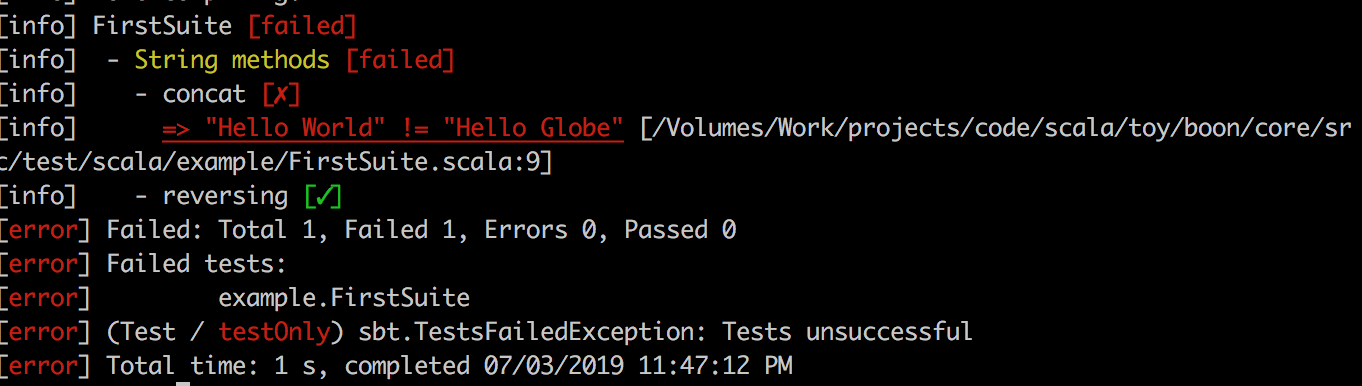 [info] FirstSuite [failed]
[info]  - String methods [failed]
[info]    - concat [✗]
[info]      => "Hello World" != "Hello Globe" [/Volumes/Work/projects/code/scala/toy/boon/core/sr
c/test/scala/example/FirstSuite.scala:9]
[info]    - reversing [✓]
[error] Failed: Total 1, Failed 1, Errors 0, Passed 0
[error] Failed tests:
[error]         example.FirstSuite
[error] (Test / testOnly) sbt.TestsFailedException: Tests unsuccessful
[error] Total time: 1 s, completed 07/03/2019 11:47:12 PM